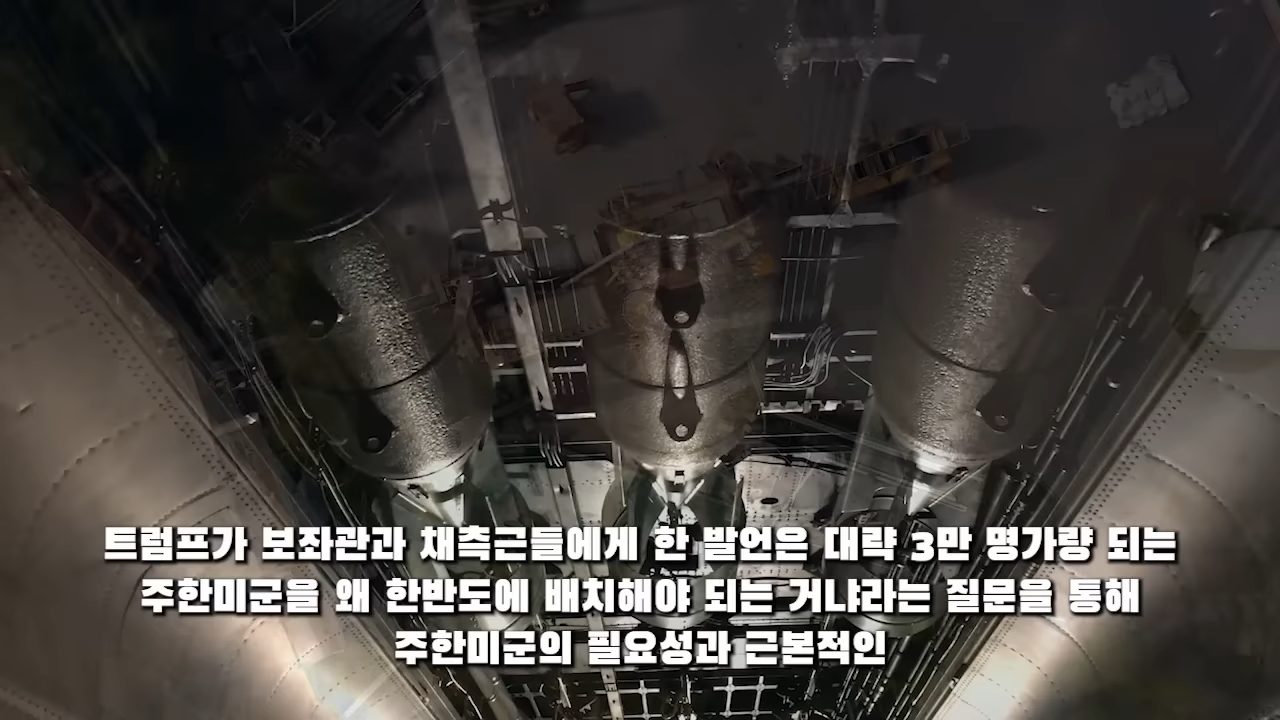 트럼프가 보좌관과 채측근들에게 한 발언은 대략 3만 명가량 되는
주한미군을 왜 한반도에 배치해야 되는 거냐라는 질문을 통해
주한미군의 필요성과 근본적인